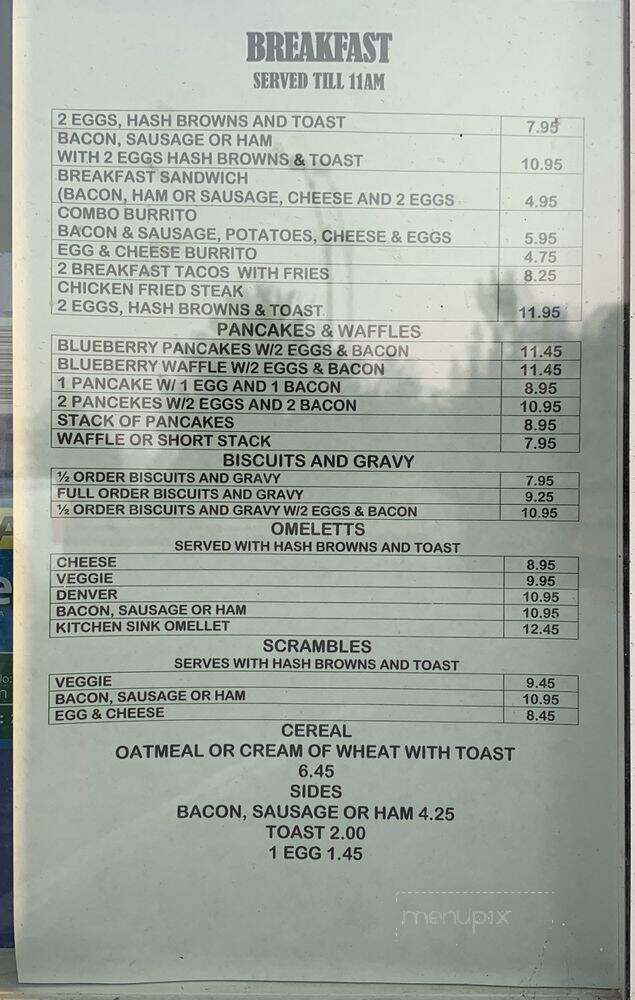 BREAKFAST
SERVED TILL 11AM
2 EGGS, HASH BROWNS AND TOAST 7.95
BACON, SAUSAGE OR HAM
WITH 2 EGGS HASH BROWNS & TOAST 10.95
BREAKFAST SANDWICH
(BACON, HAM OR SAUSAGE, CHEESE AND 2 EGGS 4.95
COMBO BURRITO
BACON & SAUSAGE, POTATOES, CHEESE & EGGS 5.95
EGG & CHEESE BURRITO 4.75
2 BREAKFAST TACOS WITH FRIES 8.25
CHICKEN FRIED STEAK
2 EGGS, HASH BROWNS & TOAST 11.95
PANCAKES & WAFFLES
BLUEBERRY PANCAKES W/2 EGGS & BACON 11.45
BLUEBERRY WAFFLE W/2 EGGS & BACON 11.45
1 PANCAKE W/ 1 EGG AND 1 BACON 8.95
2 PANCEKES W/2 EGGS AND 2 BACON 10.95
STACK OF PANCAKES 8.95
WAFFLE OR SHORT STACK 7.95
BISCUITS AND GRAVY
½ ORDER BISCUITS AND GRAVY 7.95
FULL ORDER BISCUITS AND GRAVY 9.25
½ ORDER BISCUITS AND GRAVY W/2 EGGS & BACON 10.95
OMELETTS
SERVED WITH HASH BROWNS AND TOAST
CHEESE 8.95
VEGGIE 9.95
DENVER 10.95
BACON, SAUSAGE OR HAM 10.95
KITCHEN SINK OMELLET 12.45
SCRAMBLES
SERVES WITH HASH BROWNS AND TOAST
VEGGIE 9.45
BACON, SAUSAGE OR HAM 10.95
EGG & CHEESE 8.45
CEREAL
OATMEAL OR CREAM OF WHEAT WITH TOAST
6.45
SIDES
BACON, SAUSAGE OR HAM 4.25
TOAST 2.00
1 EGG 1.45
menupix